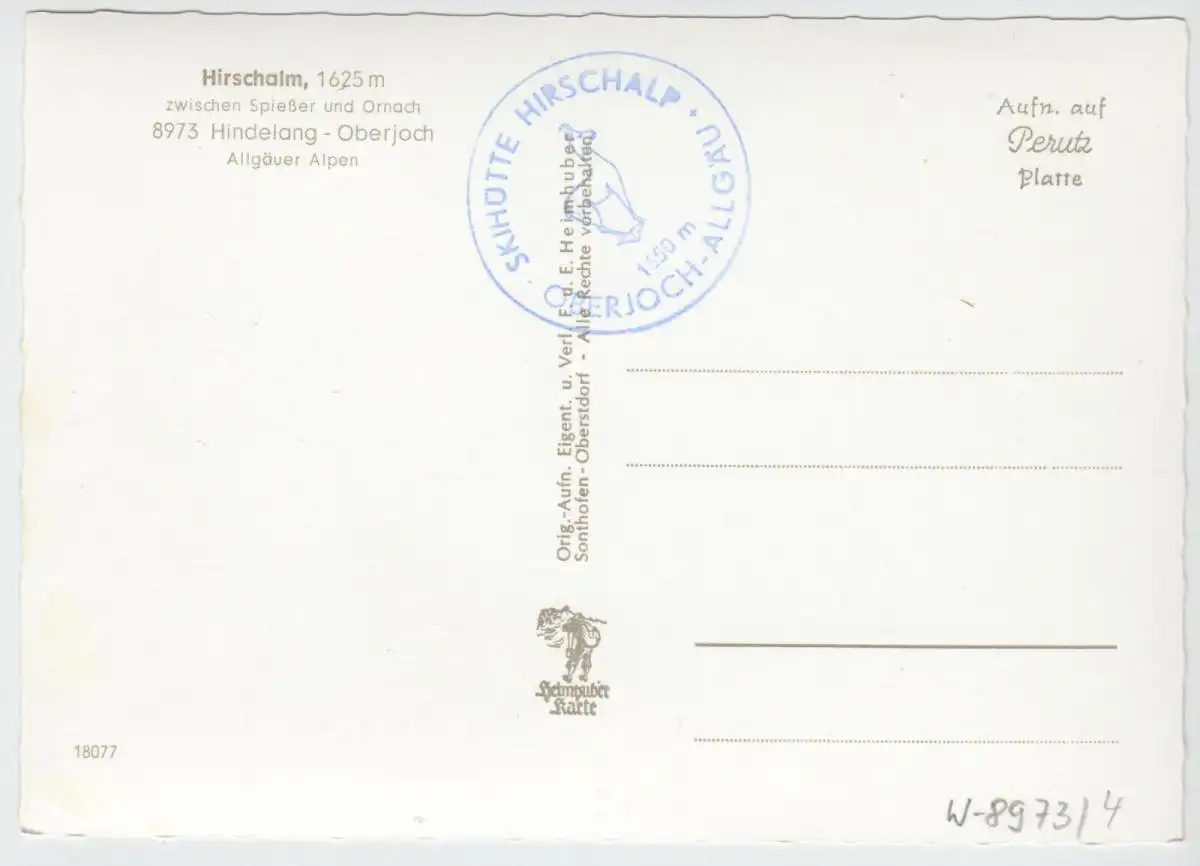 Hirschalm, 1625 m
zwischen Spießer und Ornach
8973 Hindelang - Oberjoch
Allgäuer Alpen
SKIHÜTTE HIRSCHALP
1550 m
OBERJOCH-ALLGÄU
Aufn. auf
Perutz
Platte
Orig.-Aufn. Eigent. u. Verl. F. u. E. Heimhuber
Sonthofen-Oberstdorf - Alle Rechte vorbehalten
Heimhuber
Karte
18077
W-8973/4